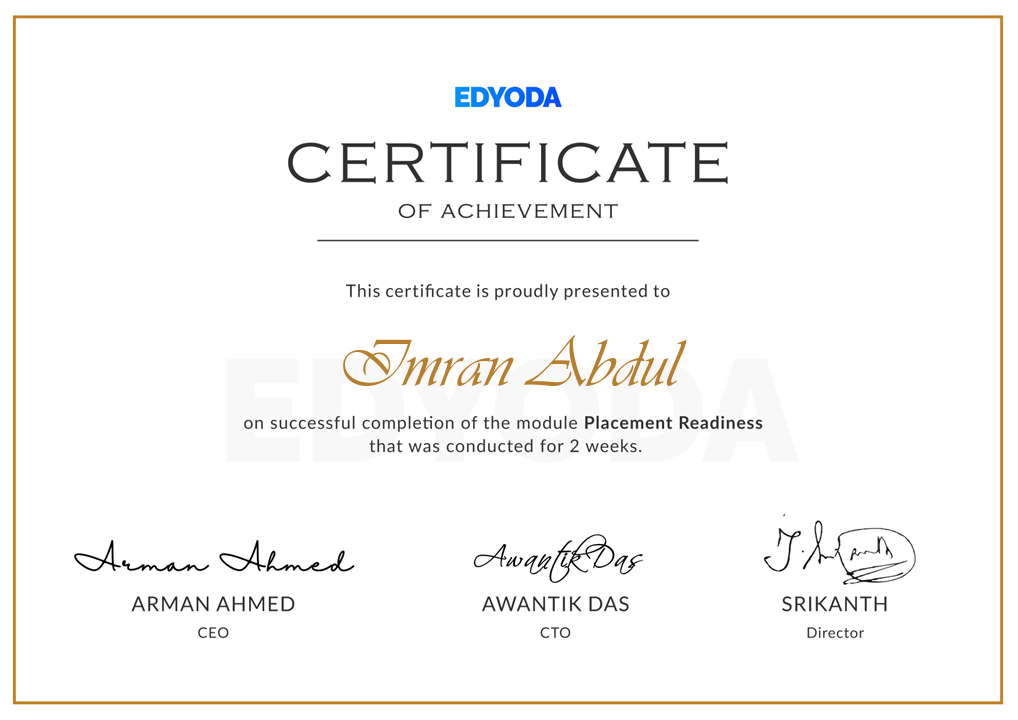 EDYODA
CERTIFICATE
OF ACHIEVEMENT
This certificate is proudly presented to
Imran Abdul
EDYODA
on successful completion of the module Placement Readiness
that was conducted for 2 weeks.
Arman Ahmed Awantik Das J. Srikanth
ARMAN AHMED AWANTIK DAS SRIKANTH
CEO CTO Director